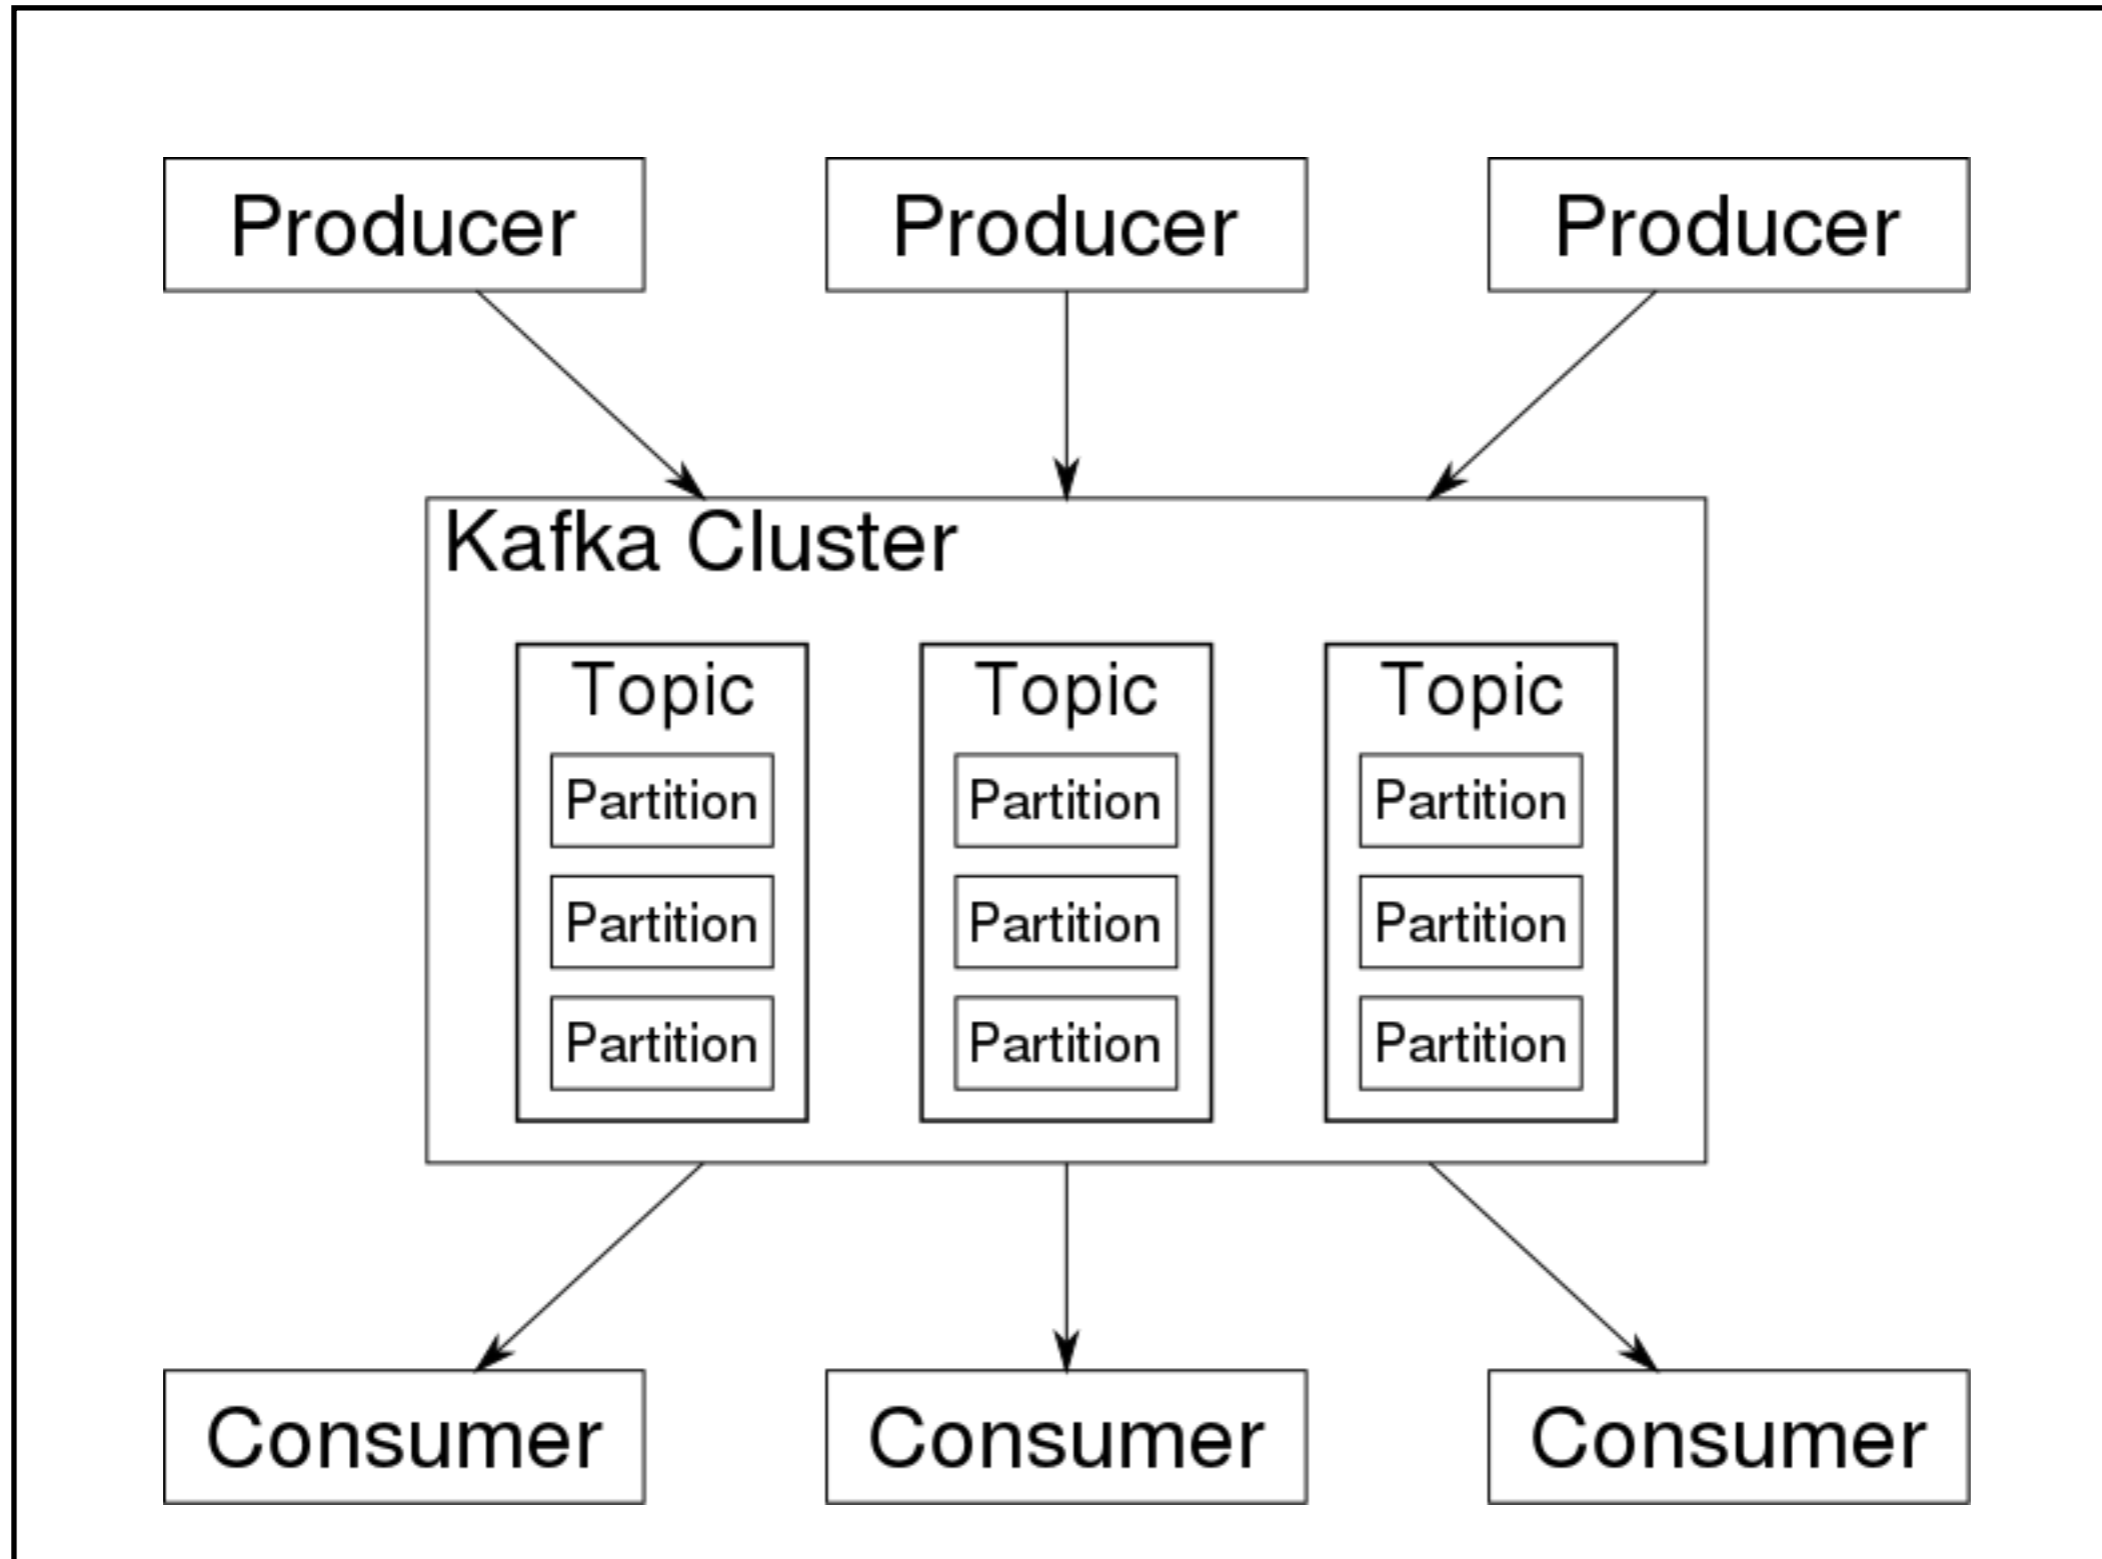 Producer
Producer
Producer
Kafka Cluster
Topic
Partition
Partition
Partition
Topic
Partition
Partition
Partition
Topic
Partition
Partition
Partition
Consumer
Consumer
Consumer